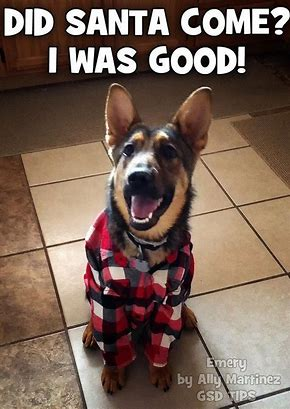 DID SANTA COME?
I WAS GOOD!
Emery
by Ally Martinez
GSD TIPS